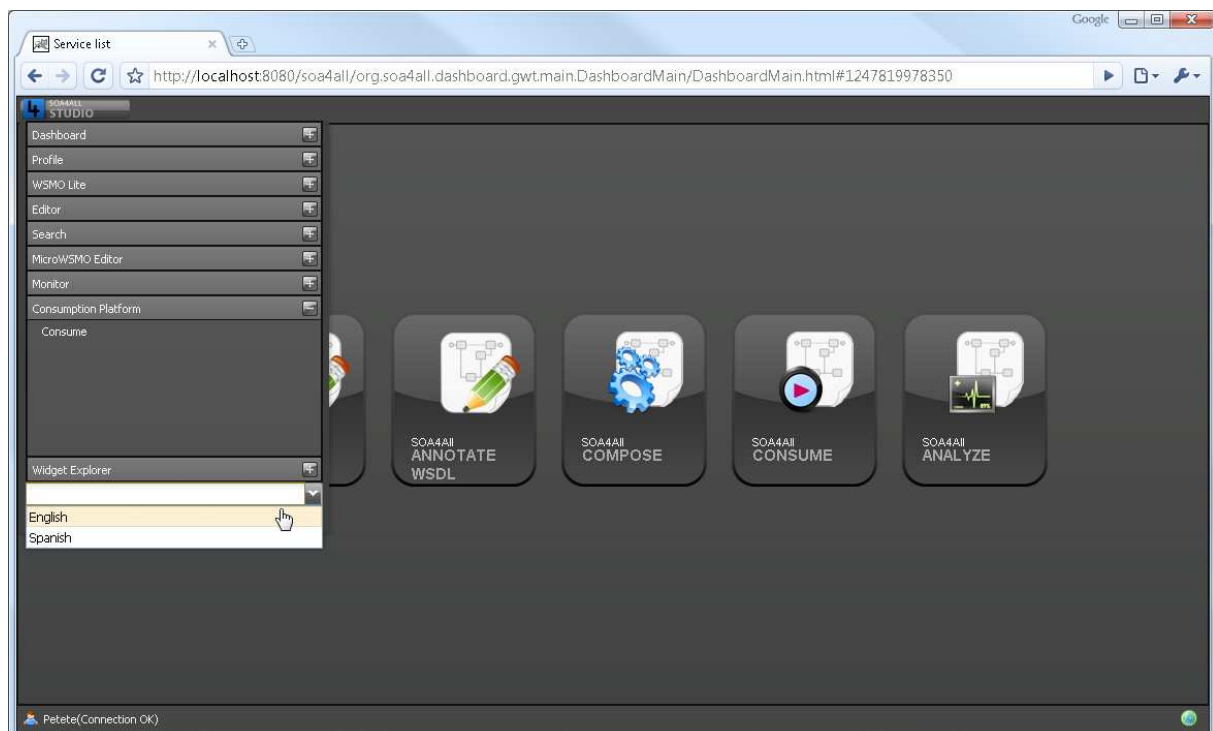 Google
Service list
http://localhost:8080/soa4all/org.soa4all.dashboard.gwt.main.DashboardMain/DashboardMain.html#1247819978350
SOA4ALL
STUDIO
Dashboard
Profile
WSMO Lite
Editor
Search
MicroWSMO Editor
Monitor
Consumption Platform
Consume
Widget Explorer
English
Spanish
SOA4All
ANNOTATE
WSDL
SOA4All
COMPOSE
SOA4All
CONSUME
SOA4All
ANALYZE
Petete(Connection OK)